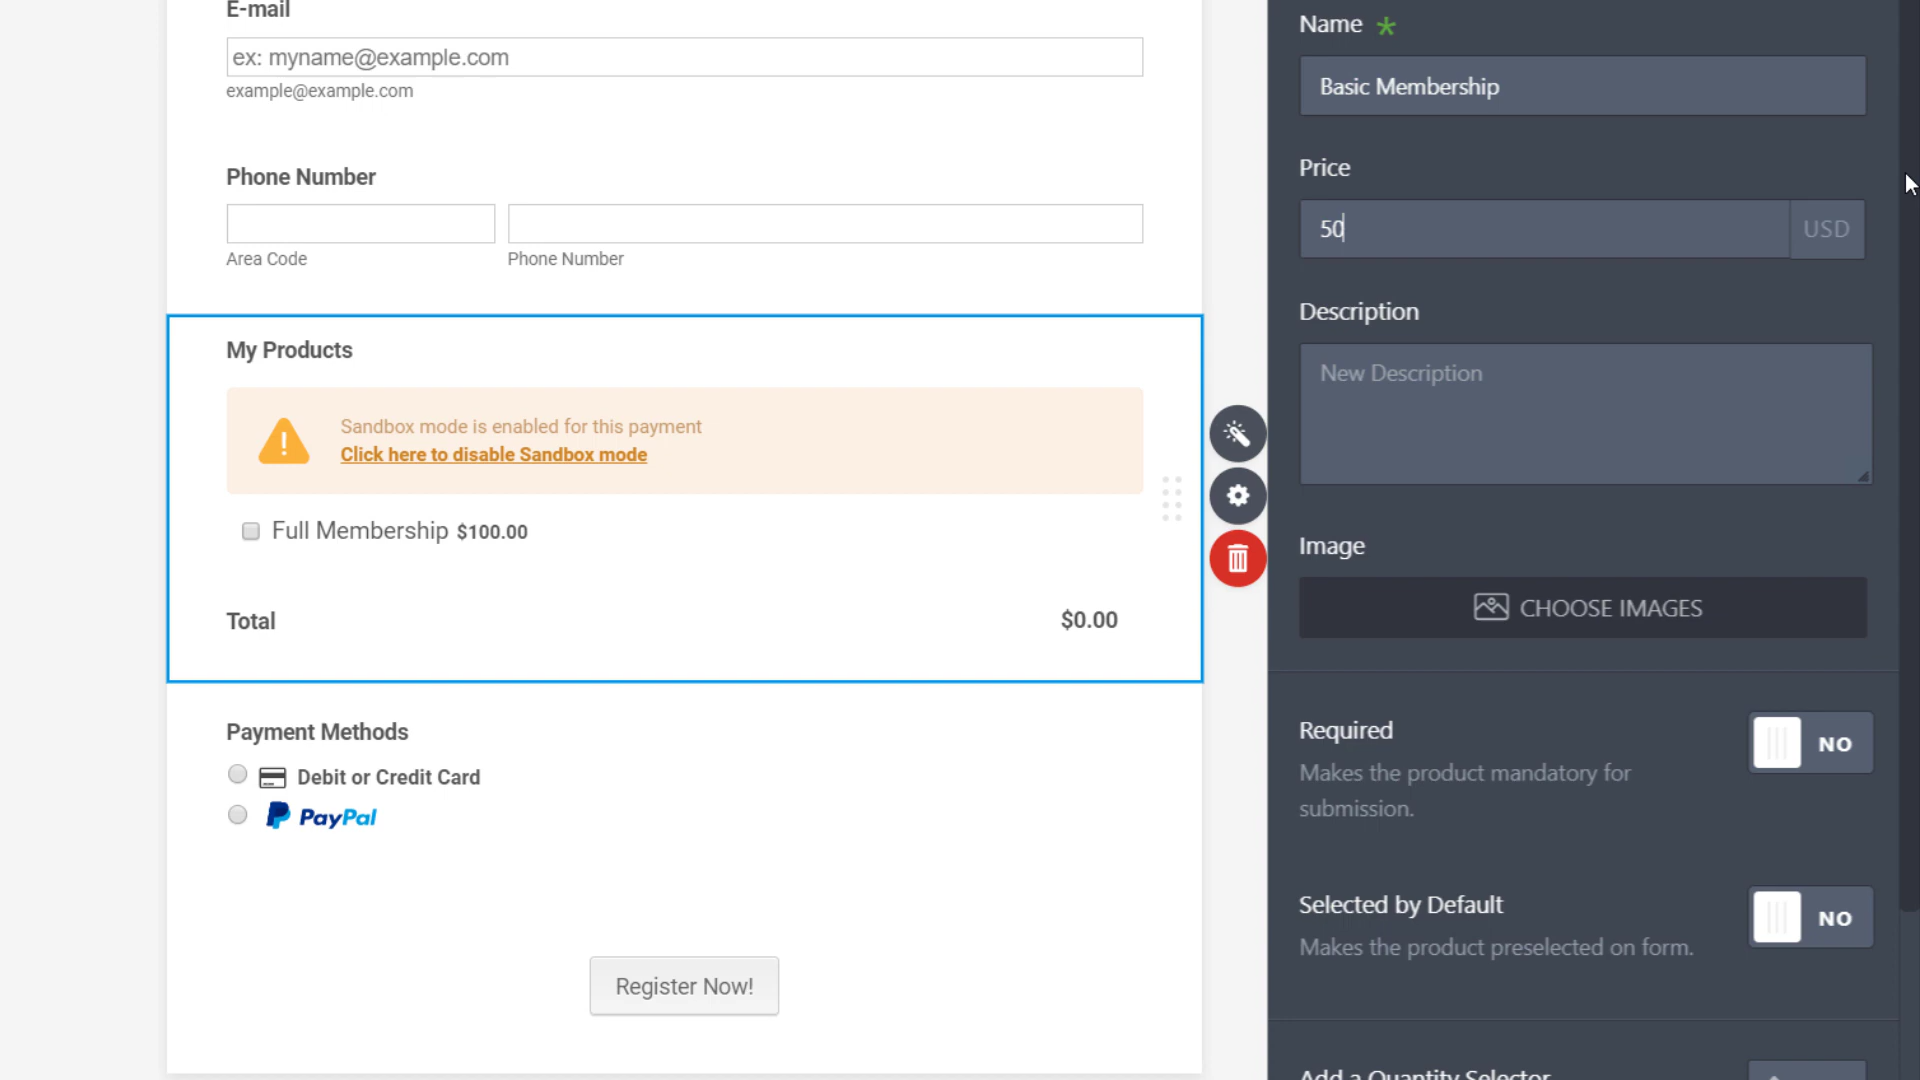 E-mail
ex: myname@example.com
example@example.com
Phone Number
Area Code
Phone Number
My Products
Sandbox mode is enabled for this payment
Click here to disable Sandbox mode
Full Membership $100.00
Total $0.00
Payment Methods
Debit or Credit Card
PayPal
Register Now!
Name *
Basic Membership
Price
50 USD
Description
New Description
Image
CHOOSE IMAGES
Required
NO
Makes the product mandatory for
submission.
Selected by Default
NO
Makes the product preselected on form.
Add a Quantity Selector